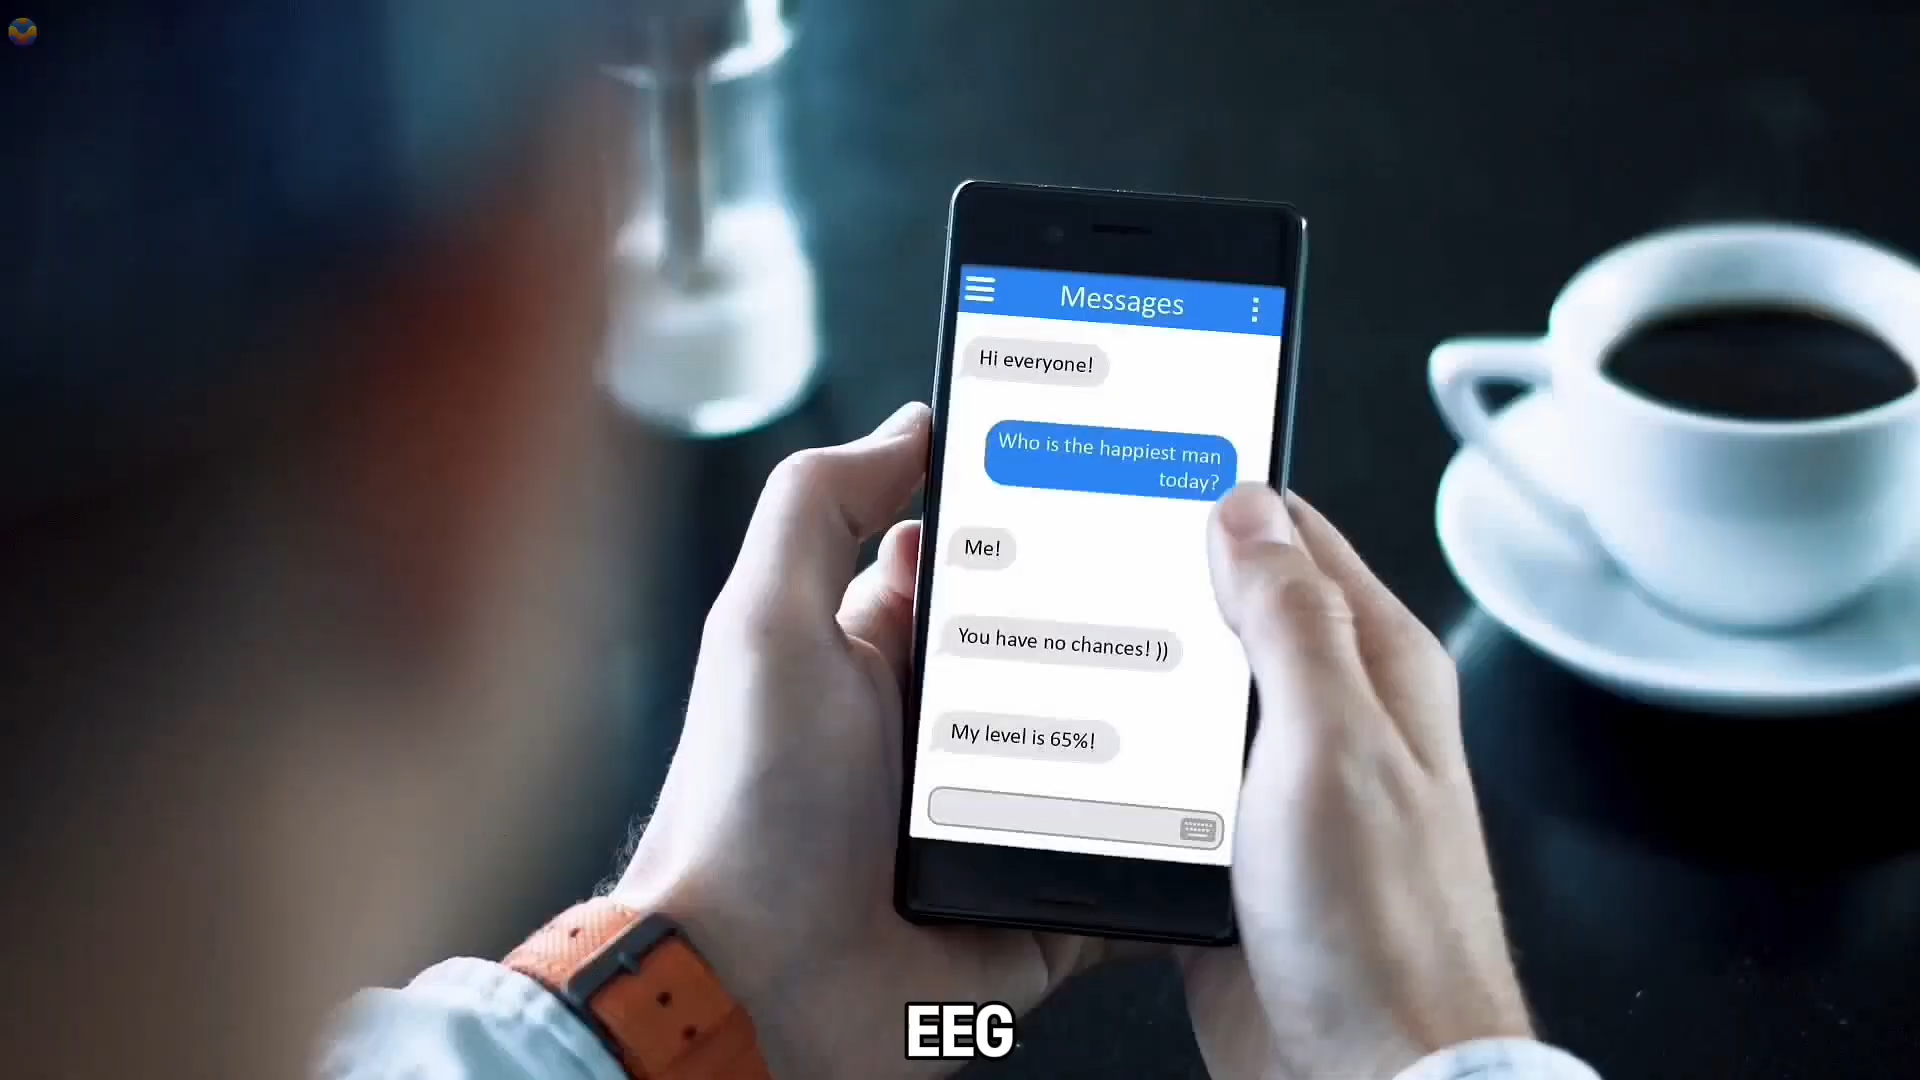 Messages
Hi everyone!
Who is the happiest man
today?
Me!
You have no chances! ))
My level is 65%!
EEG